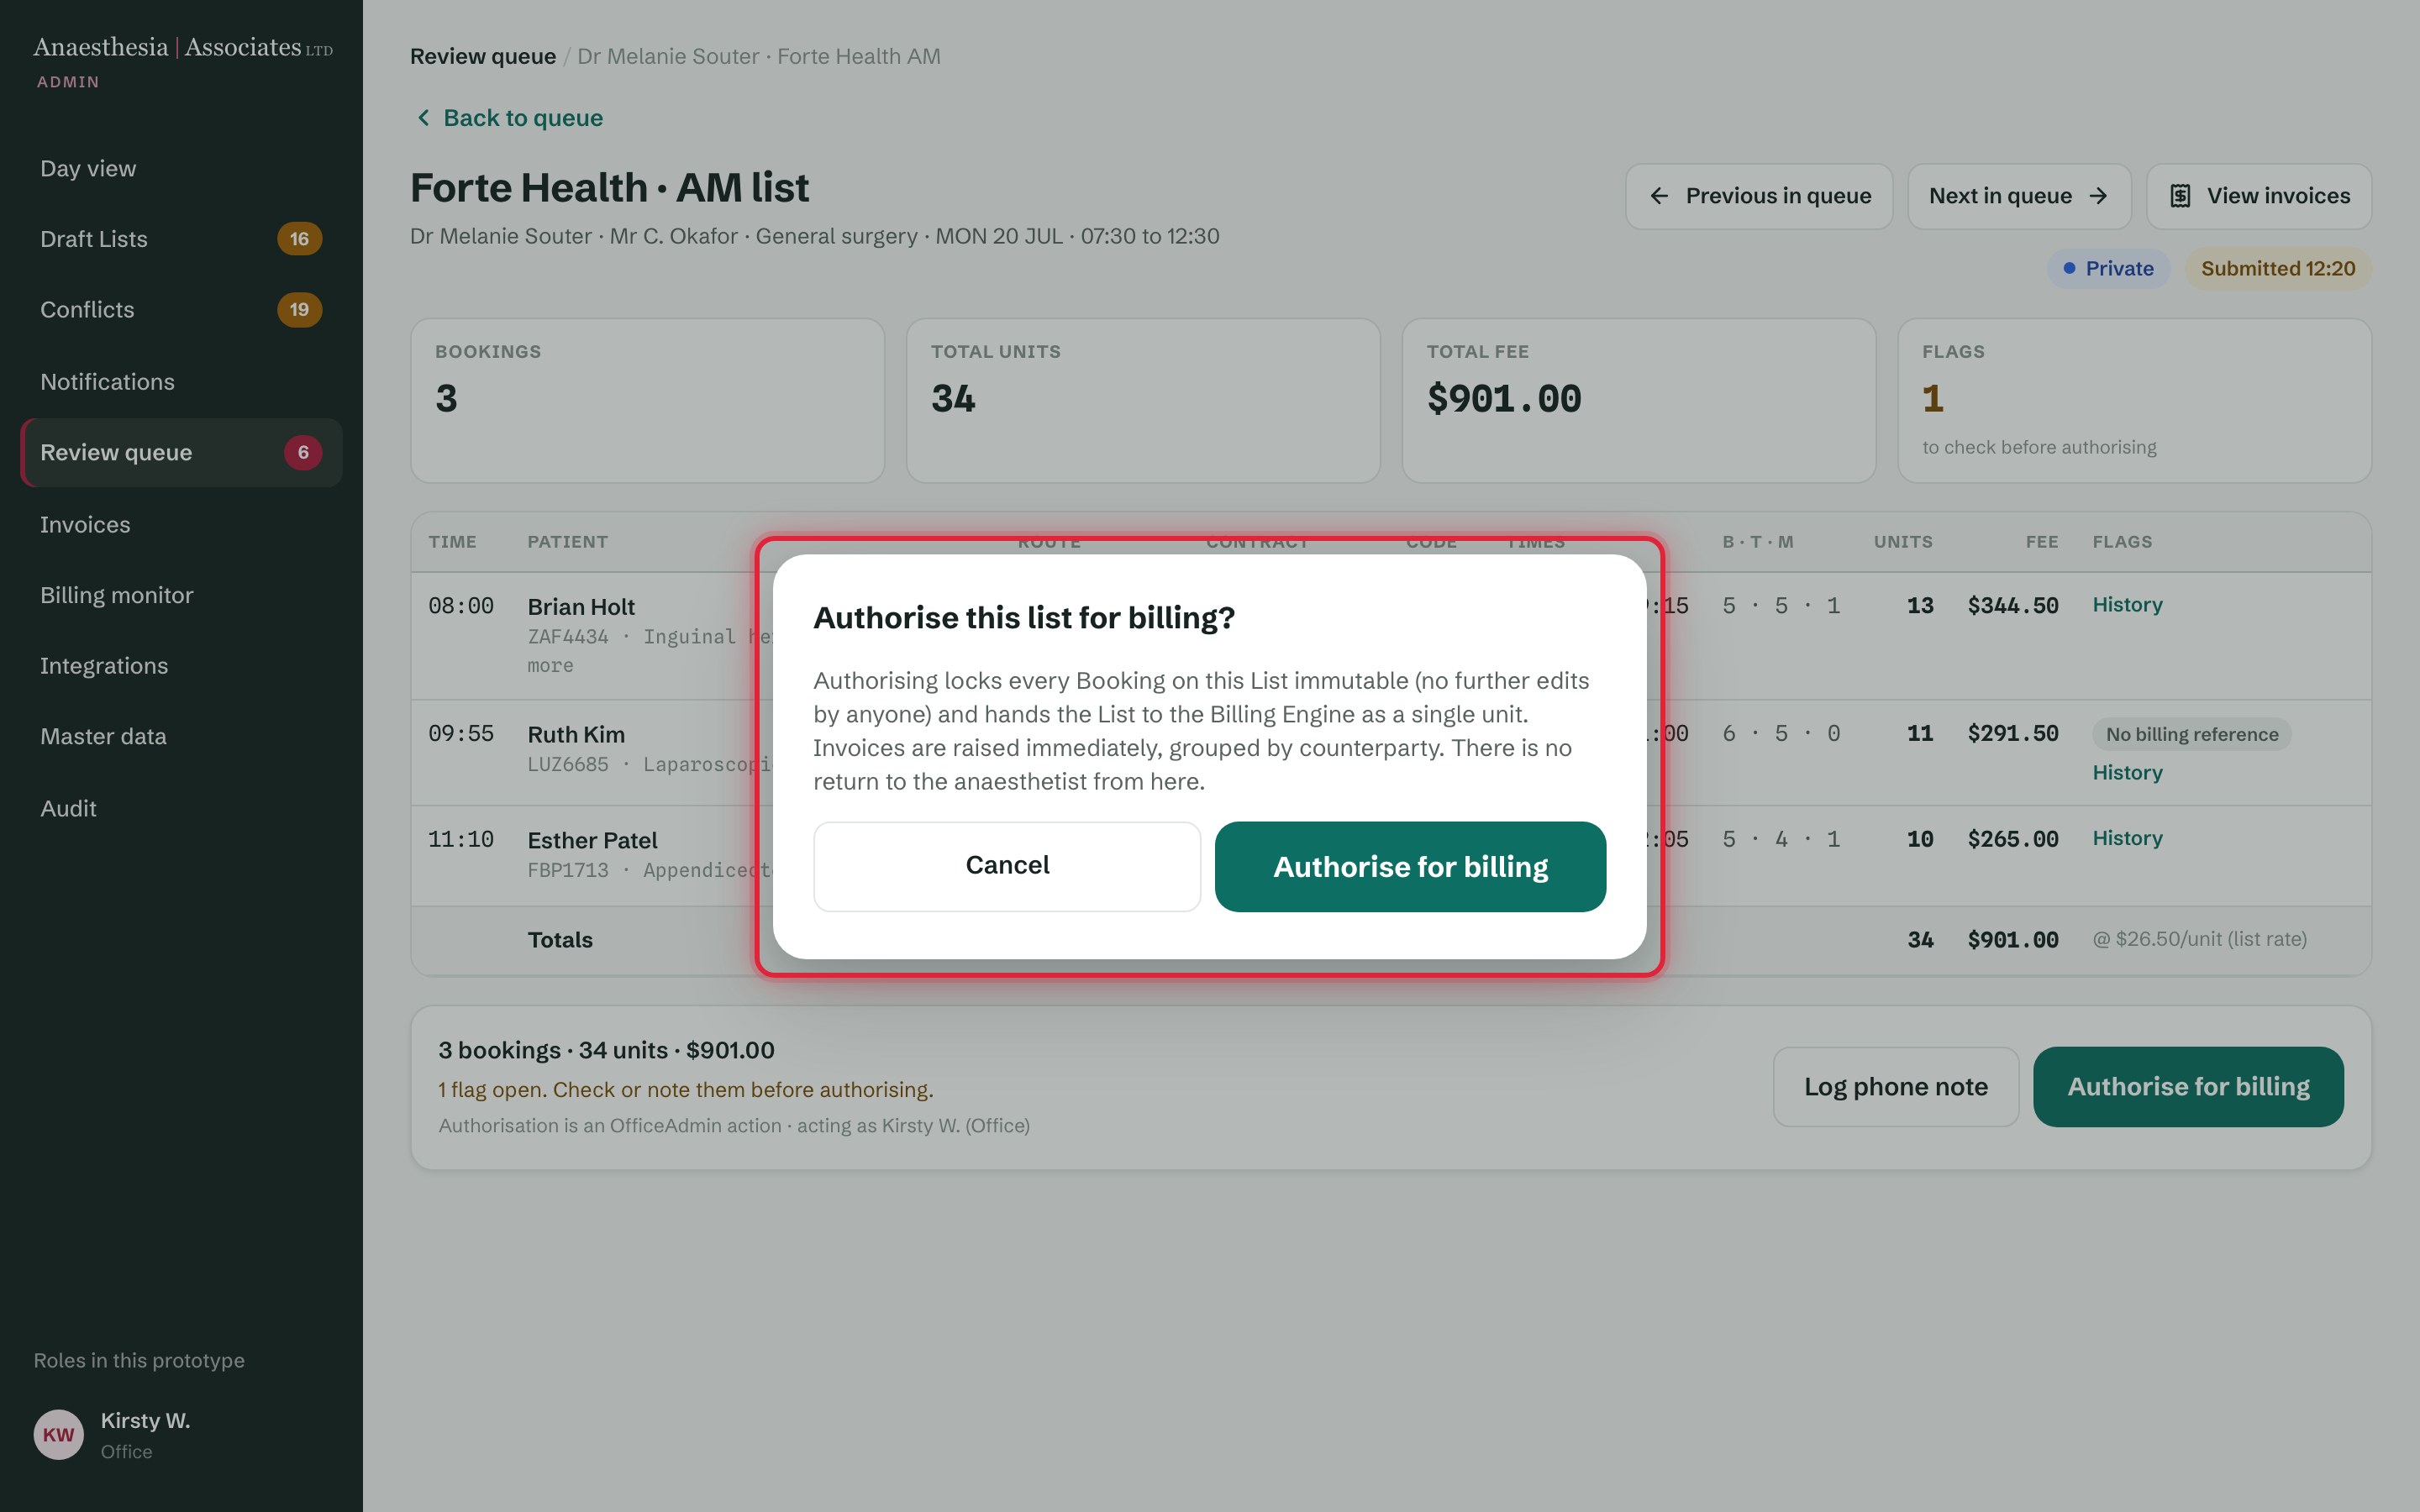 Anaesthesia | Associates LTD
ADMIN
Day view
Draft Lists 16
Conflicts 19
Notifications
Review queue 6
Invoices
Billing monitor
Integrations
Master data
Audit
Roles in this prototype
KW
Kirsty W.
Office
Review queue / Dr Melanie Souter · Forte Health AM
Back to queue
Forte Health · AM list
Dr Melanie Souter · Mr C. Okafor · General surgery · MON 20 JUL · 07:30 to 12:30
Previous in queue
Next in queue
View invoices
Private
Submitted 12:20
BOOKINGS
3
TOTAL UNITS
34
TOTAL FEE
$901.00
FLAGS
1
to check before authorising
TIME PATIENT ROUTE CONTRACT CODE TIMES B · T · M UNITS FEE FLAGS
08:00 Brian Holt :15 5 · 5 · 1 13 $344.50 History
ZAF4434 · Inguinal
more
09:55 Ruth Kim :00 6 · 5 · 0 11 $291.50 No billing reference
LUZ6685 · Laparoscopi
History
11:10 Esther Patel :05 5 · 4 · 1 10 $265.00 History
FBP1713 · Appendicect
Totals 34 $901.00 @ $26.50/unit (list rate)
Authorise this list for billing?
Authorising locks every Booking on this List immutable (no further edits
by anyone) and hands the List to the Billing Engine as a single unit.
Invoices are raised immediately, grouped by counterparty. There is no
return to the anaesthetist from here.
Cancel
Authorise for billing
3 bookings · 34 units · $901.00
1 flag open. Check or note them before authorising.
Authorisation is an OfficeAdmin action · acting as Kirsty W. (Office)
Log phone note
Authorise for billing